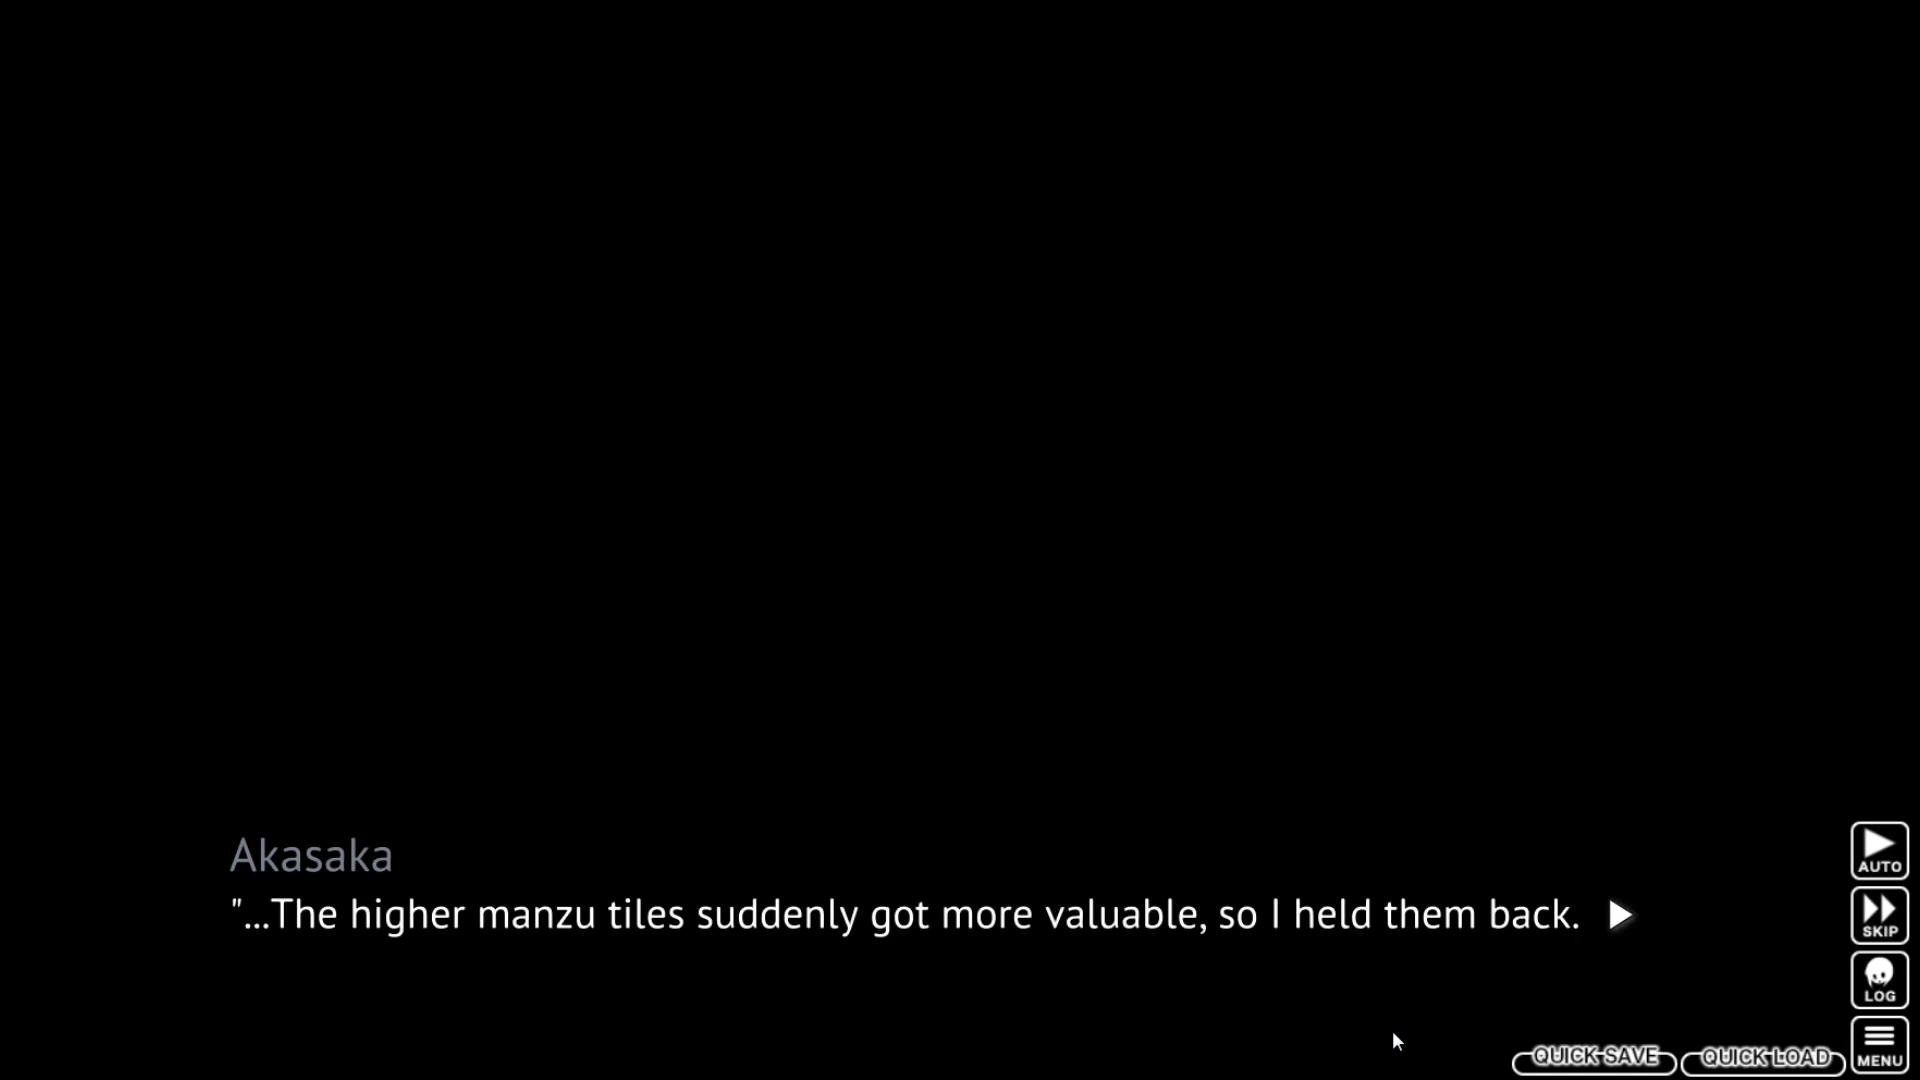 Akasaka
"...The higher manzu tiles suddenly got more valuable, so I held them back.
AUTO
SKIP
LOG
MENU
QUICK SAVE
QUICK LOAD